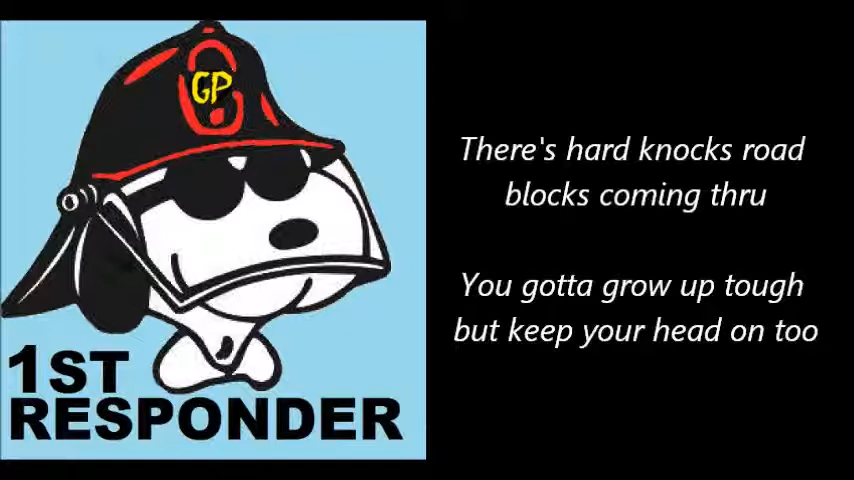 GP
1ST
RESPONDER
There's hard knocks road
blocks coming thru
You gotta grow up tough
but keep your head on too